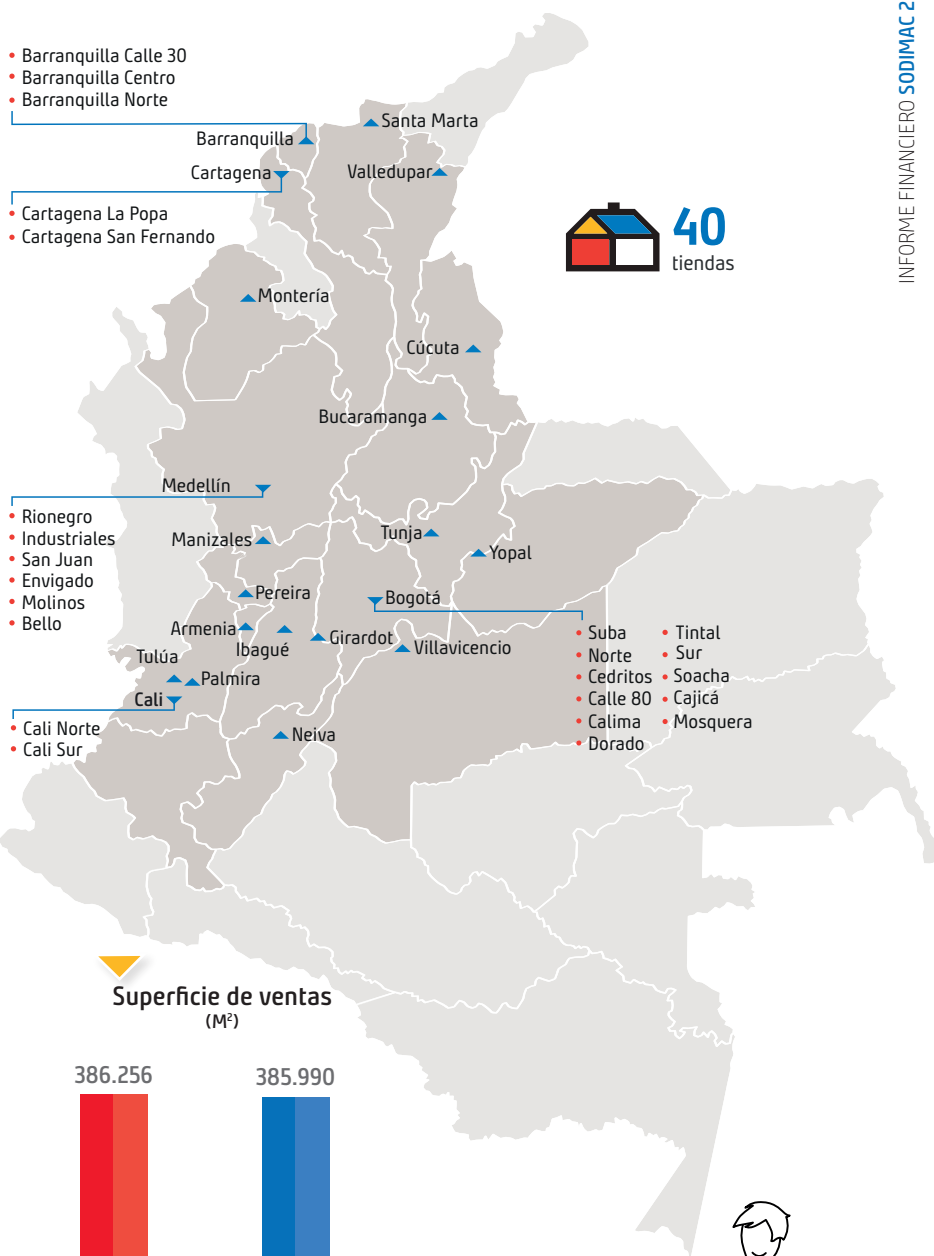 INFORME FINANCIERO SODIMAC 2
• Barranquilla Calle 30
• Barranquilla Centro
• Barranquilla Norte
Santa Marta
Barranquilla
Cartagena
Valledupar
• Cartagena La Popa
• Cartagena San Fernando
40
tiendas
Montería
Cúcuta
Bucaramanga
Medellín
• Rionegro
• Industriales
• San Juan
• Envigado
• Molinos
• Bello
Manizales
Tunja
Yopal
Pereira
Bogotá
Armenia
Ibagué
Girardot
Villavicencio
• Suba
• Norte
• Cedritos
• Calle 80
• Calima
• Dorado
• Tintal
• Sur
• Soacha
• Cajicá
• Mosquera
Tulúa
Palmira
Cali
• Cali Norte
• Cali Sur
Neiva
Superficie de ventas
(M²)
386.256
385.990